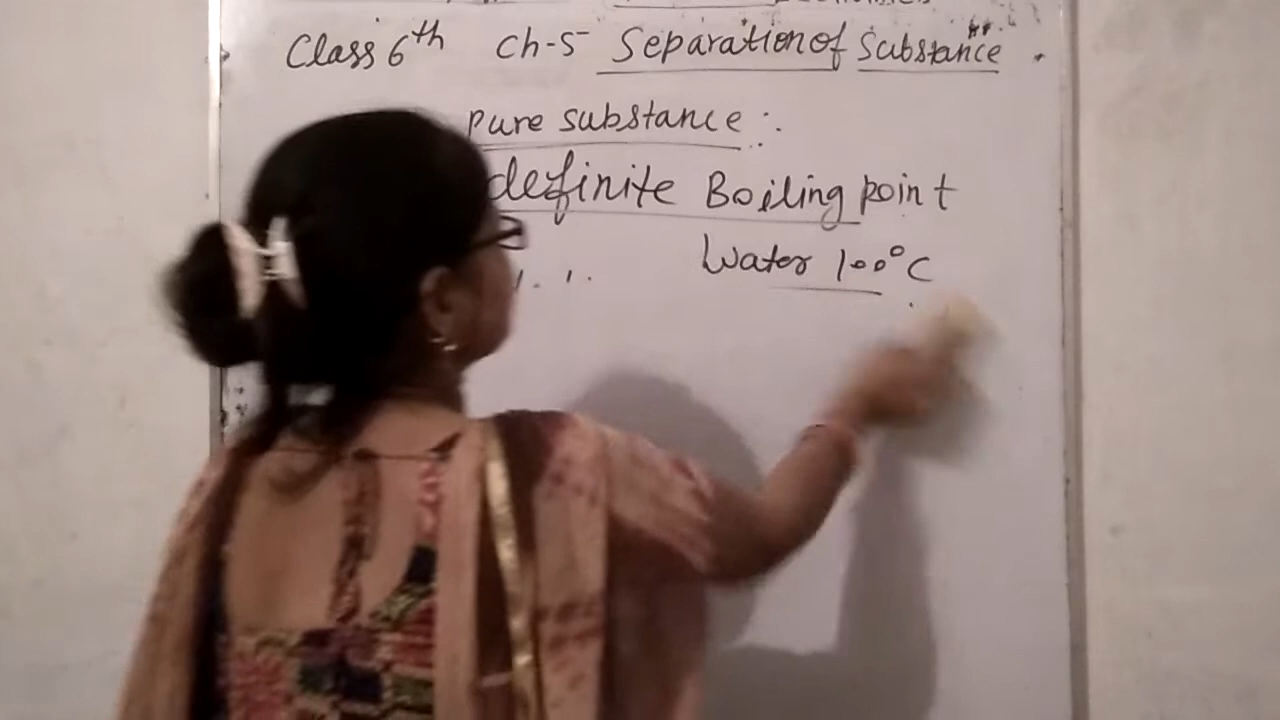 Class 6th Ch-5 Separation of Substance
Pure substance :.
definite Boiling point
Water 100°C